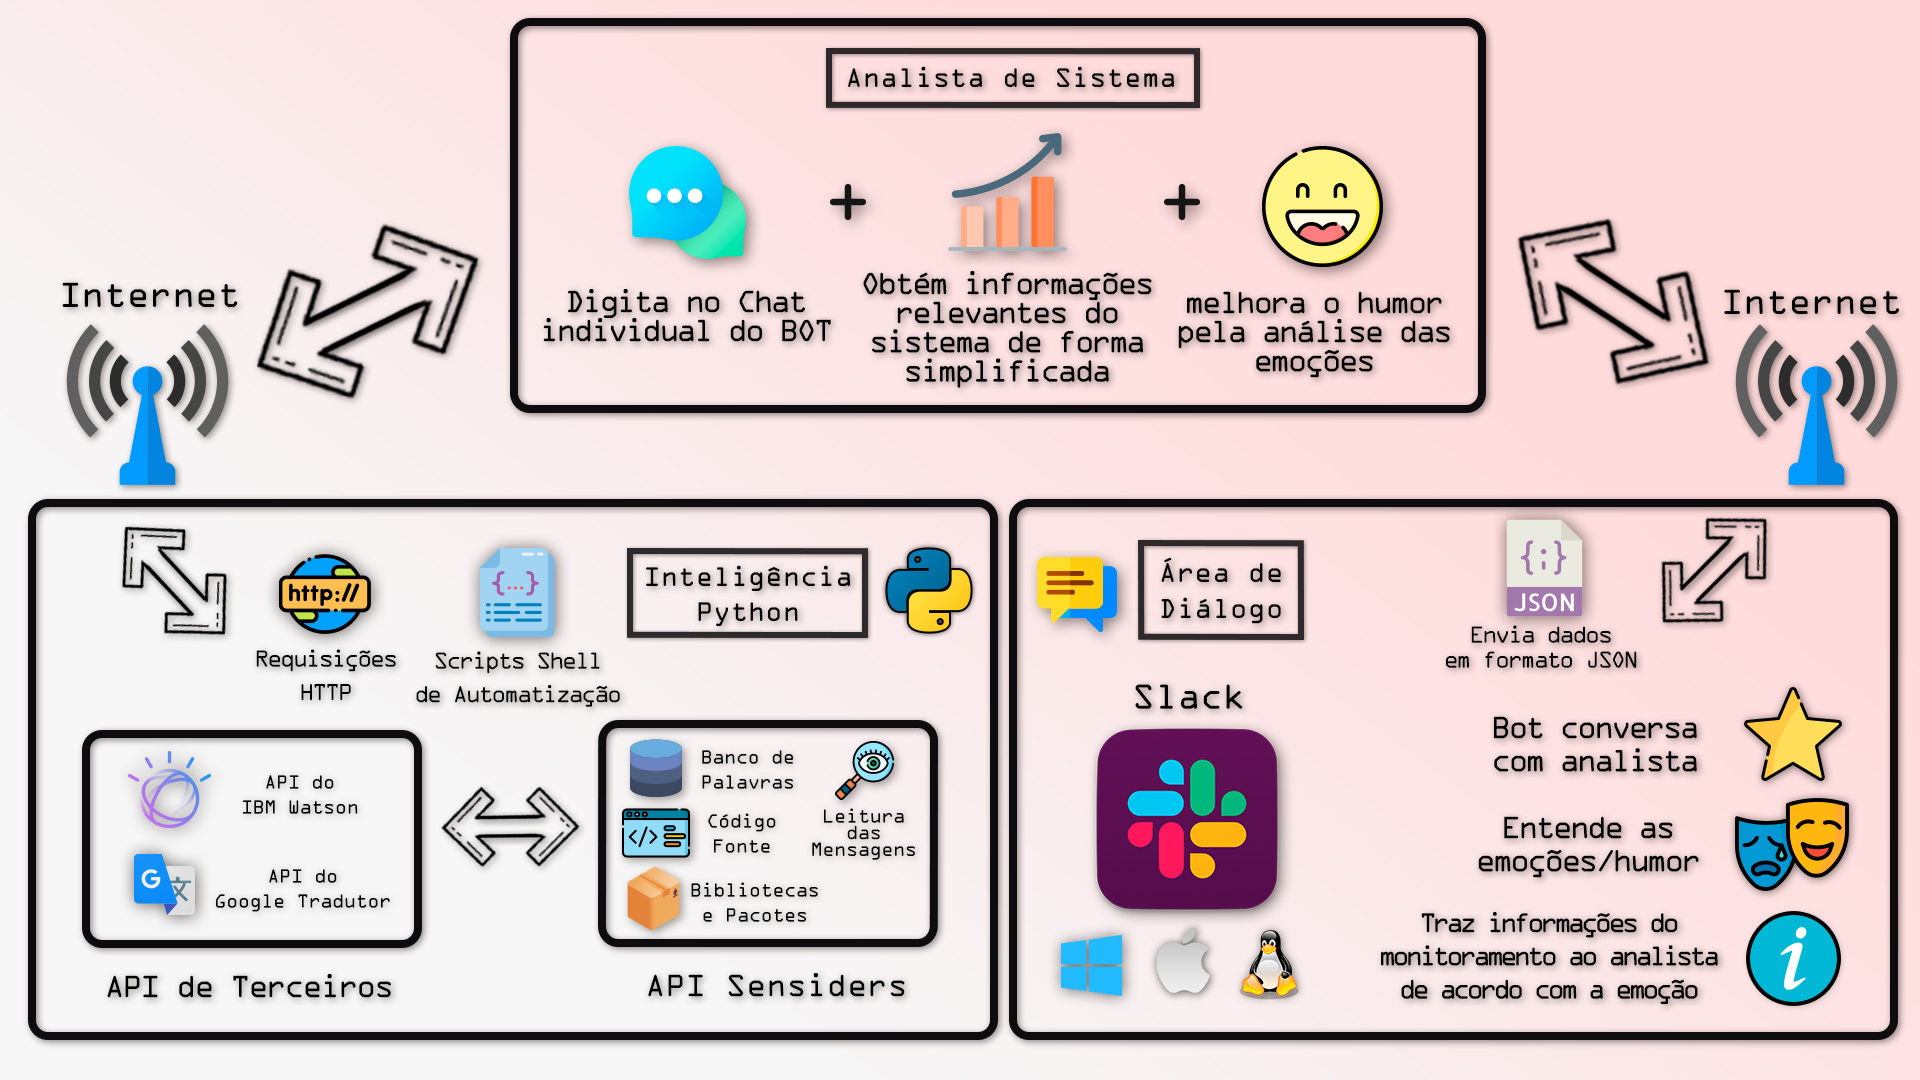 Analista de Sistema
Digita no Chat
individual do BOT
+
Obtém informações
relevantes do
sistema de forma
simplificada
+
melhora o humor
pela análise das
emoções
Internet
Internet
http://
Requisições
HTTP
{...}
Scripts Shell
de Automatização
Inteligência
Python
API do
IBM Watson
G
文
API do
Google Tradutor
API de Terceiros
Banco de
Palavras
</>
Código
Fonte
Bibliotecas
e Pacotes
Leitura
das
Mensagens
API Sensiders
Área de
Diálogo
Slack
{;}
JSON
Envia dados
em formato JSON
Bot conversa
com analista
Entende as
emoções/humor
Traz informações do
monitoramento ao analista
de acordo com a emoção
i